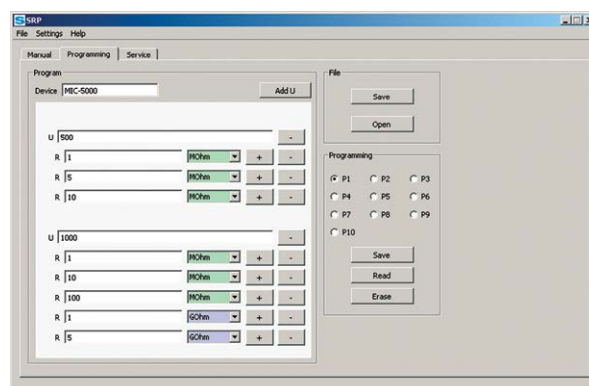 SRP
File Settings Help
Manual Programming Service
Program
Device MIC-5000 Add U
U 500 -
R 1 MOhm + -
R 5 MOhm + -
R 10 MOhm + -
U 1000 -
R 1 MOhm + -
R 10 MOhm + -
R 100 MOhm + -
R 1 GOhm + -
R 5 GOhm + -
File
Save
Open
Programming
P1 P2 P3
P4 P5 P6
P7 P8 P9
P10
Save
Read
Erase